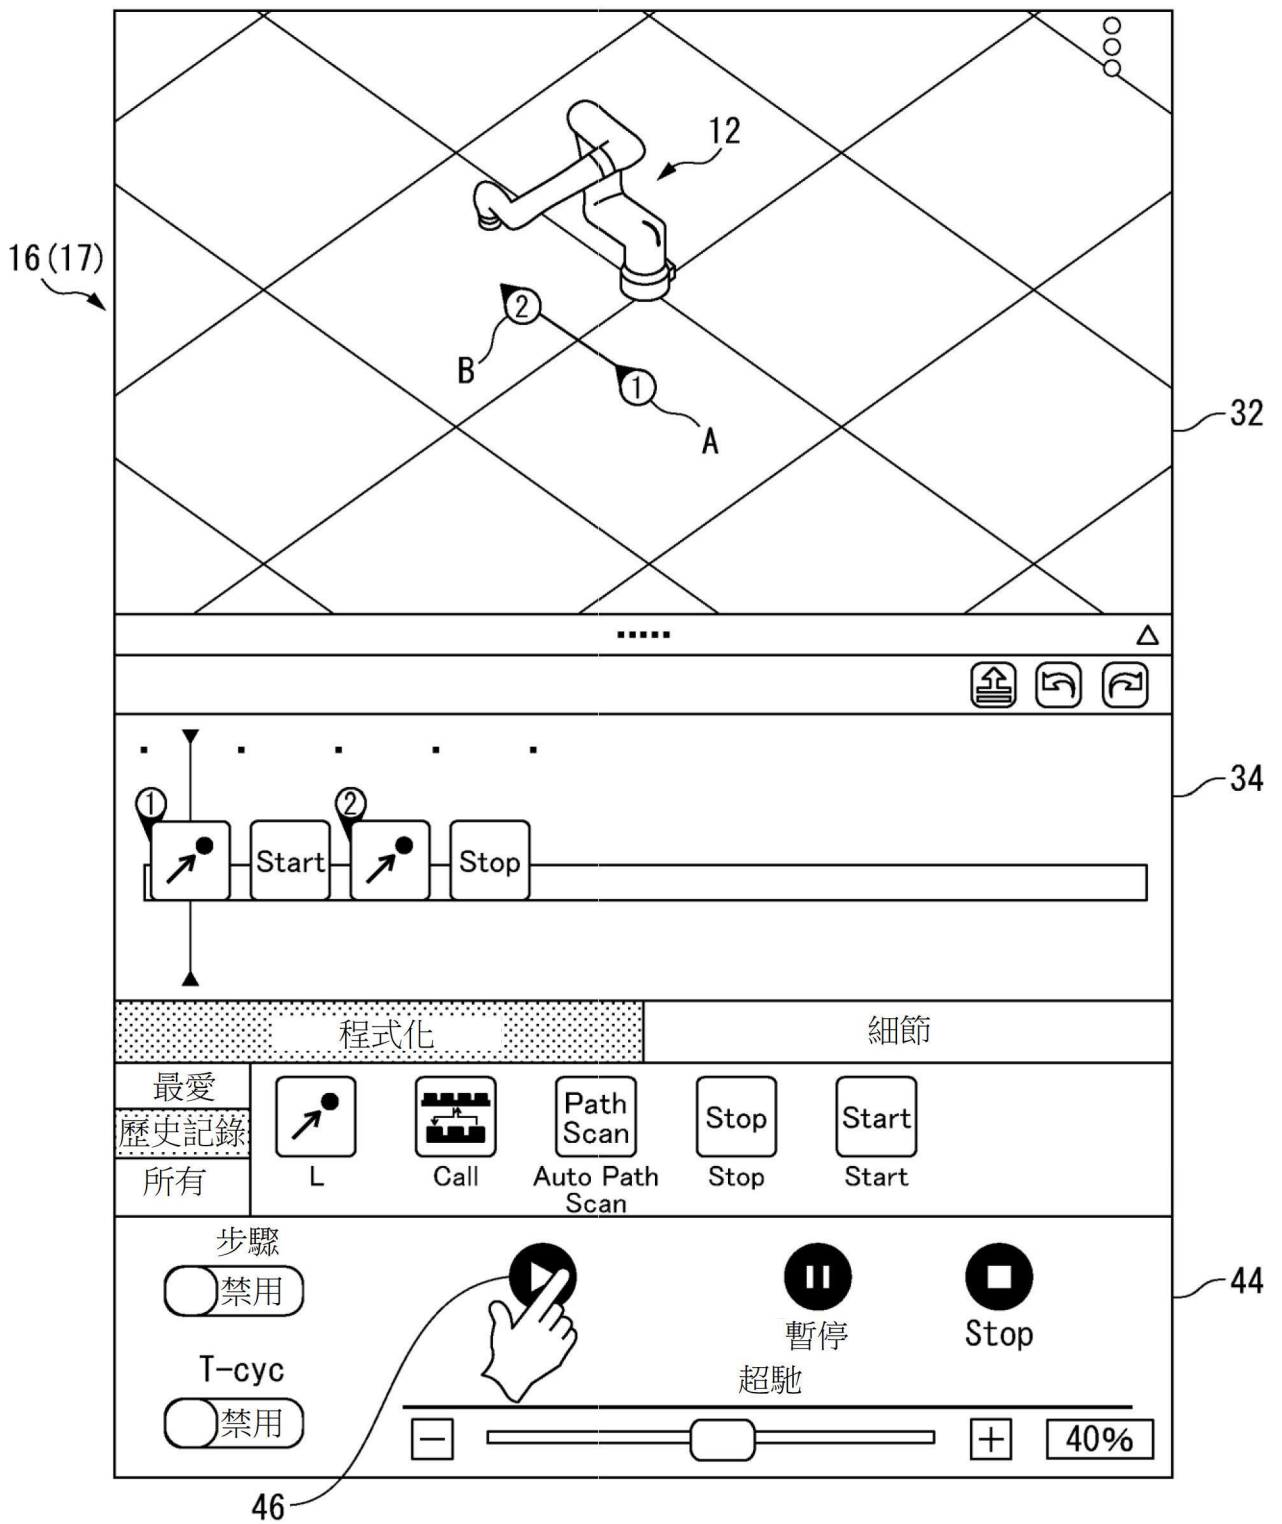 12
16(17)
2
B
1
A
32
34
1
2
Start
Stop
程式化
細節
最愛
歷史記錄
所有
Path
Scan
Stop
Start
L
Call
Auto Path
Scan
Stop
Start
步驟
禁用
暫停
Stop
44
T-cyc
禁用
超馳
−
+
40%
46